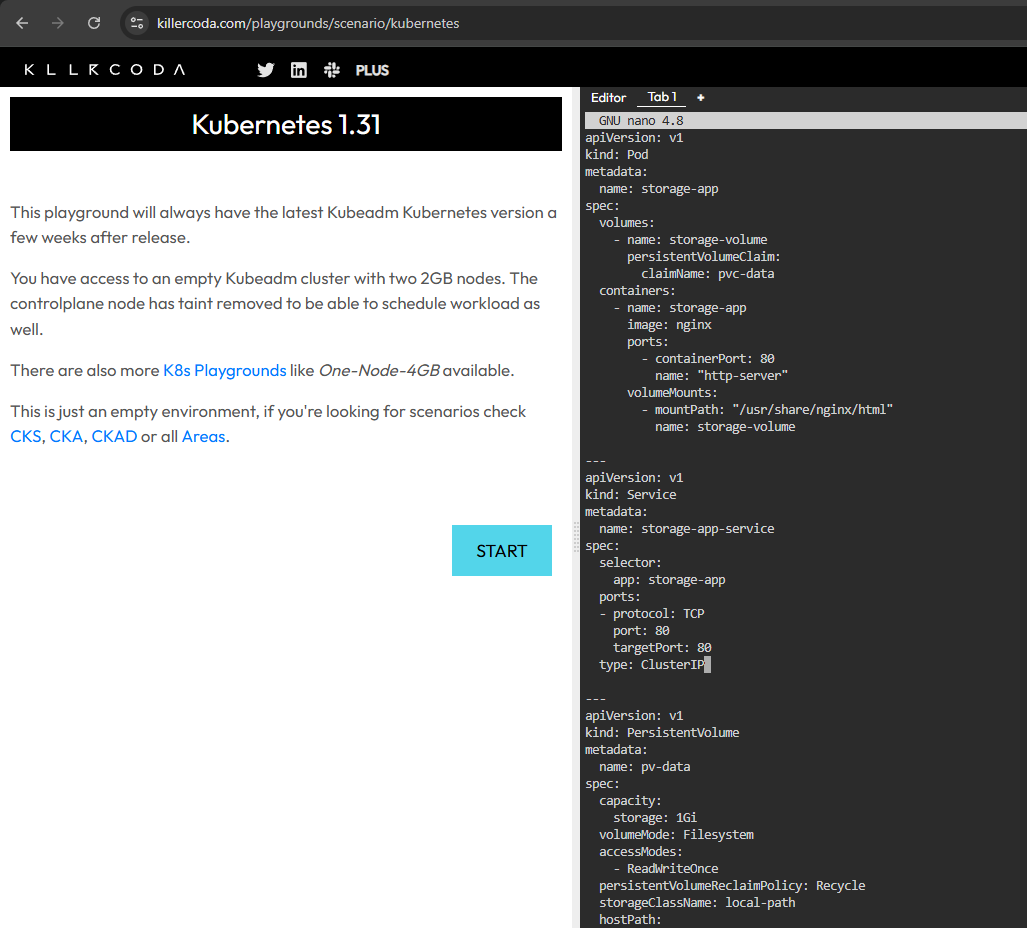 killercoda.com/playgrounds/scenario/kubernetes
KLLRCODA
PLUS
Kubernetes 1.31
This playground will always have the latest Kubeadm Kubernetes version a
few weeks after release.
You have access to an empty Kubeadm cluster with two 2GB nodes. The
controlplane node has taint removed to be able to schedule workload as
well.
There are also more K8s Playgrounds like One-Node-4GB available.
This is just an empty environment, if you're looking for scenarios check
CKS, CKA, CKAD or all Areas.
START
Editor Tab 1 +
GNU nano 4.8
apiVersion: v1
kind: Pod
metadata:
  name: storage-app
spec:
  volumes:
    - name: storage-volume
      persistentVolumeClaim:
        claimName: pvc-data
  containers:
    - name: storage-app
      image: nginx
      ports:
        - containerPort: 80
          name: "http-server"
      volumeMounts:
        - mountPath: "/usr/share/nginx/html"
          name: storage-volume
---
apiVersion: v1
kind: Service
metadata:
  name: storage-app-service
spec:
  selector:
    app: storage-app
  ports:
  - protocol: TCP
    port: 80
    targetPort: 80
  type: ClusterIP
---
apiVersion: v1
kind: PersistentVolume
metadata:
  name: pv-data
spec:
  capacity:
    storage: 1Gi
  volumeMode: Filesystem
  accessModes:
    - ReadWriteOnce
  persistentVolumeReclaimPolicy: Recycle
  storageClassName: local-path
  hostPath: